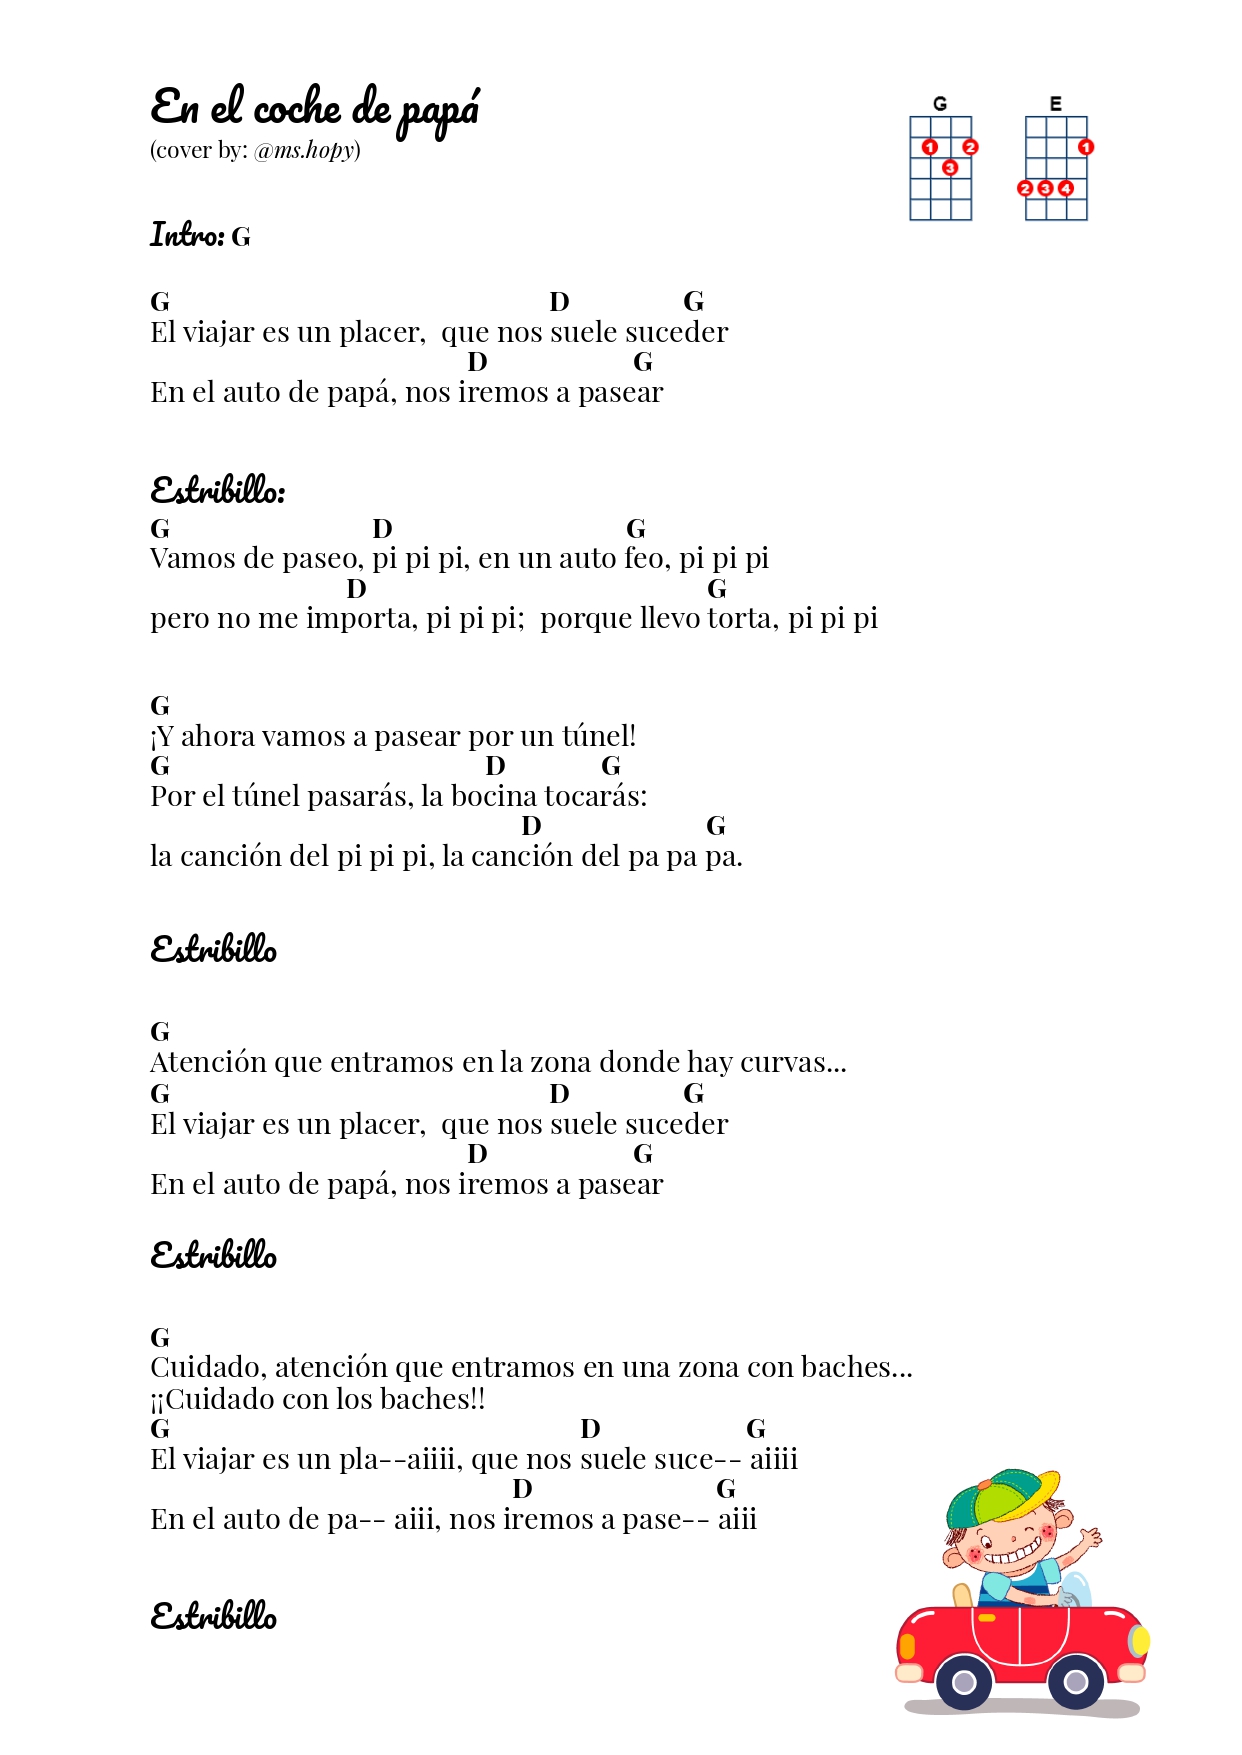 En el coche de papá
(cover by: @ms.hopy)
G E
1 2 3
1 2 3 4
Intro: G
G D G
El viajar es un placer, que nos suele suceder
D G
En el auto de papá, nos iremos a pasear
Estribillo:
G D G
Vamos de paseo, pi pi pi, en un auto feo, pi pi pi
D G
pero no me importa, pi pi pi; porque llevo torta, pi pi pi
G
¡Y ahora vamos a pasear por un túnel!
G D G
Por el túnel pasarás, la bocina tocarás:
D G
la canción del pi pi pi, la canción del pa pa pa.
Estribillo
G
Atención que entramos en la zona donde hay curvas...
G D G
El viajar es un placer, que nos suele suceder
D G
En el auto de papá, nos iremos a pasear
Estribillo
G
Cuidado, atención que entramos en una zona con baches...
¡¡Cuidado con los baches!!
G D G
El viajar es un pla--aiiii, que nos suele suce-- aiiii
D G
En el auto de pa-- aiii, nos iremos a pase-- aiii
Estribillo